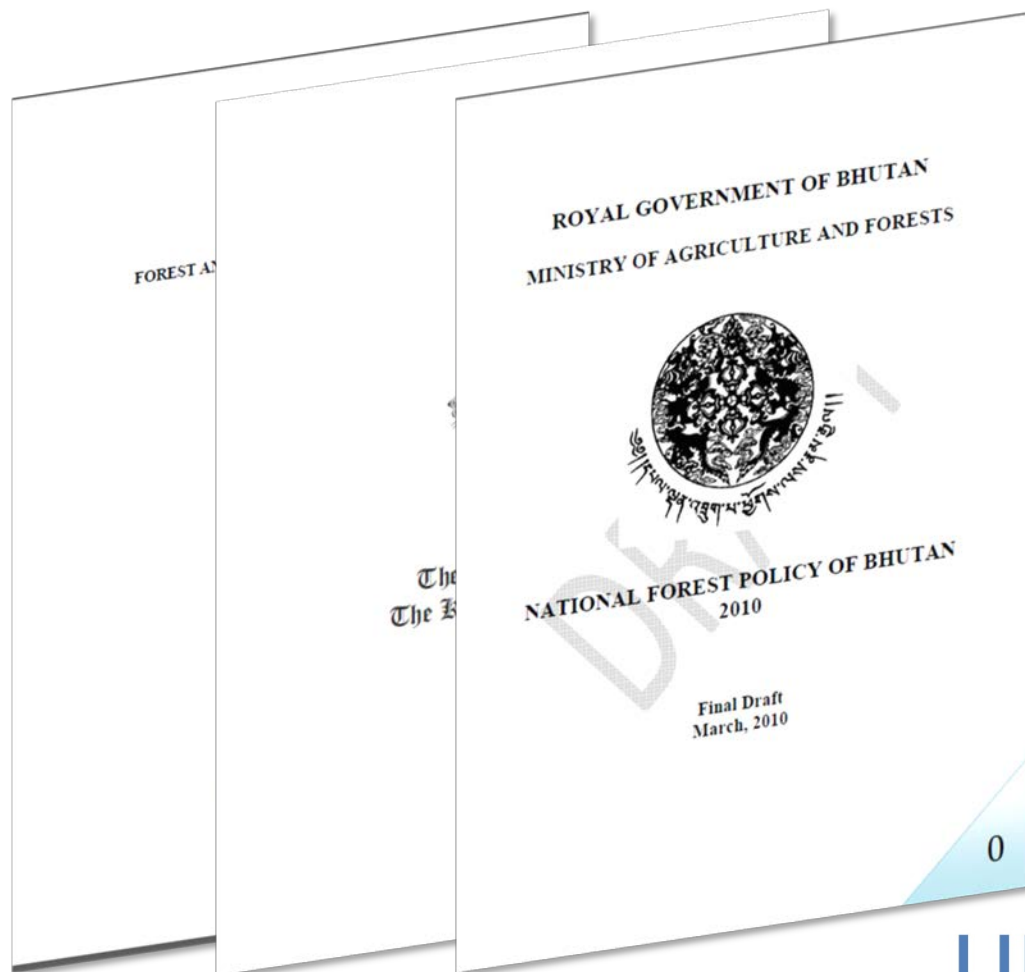 FOREST
The
The
ROYAL GOVERNMENT OF BHUTAN
MINISTRY OF AGRICULTURE AND FORESTS
NATIONAL FOREST POLICY OF BHUTAN
2010
Final Draft
March, 2010
0